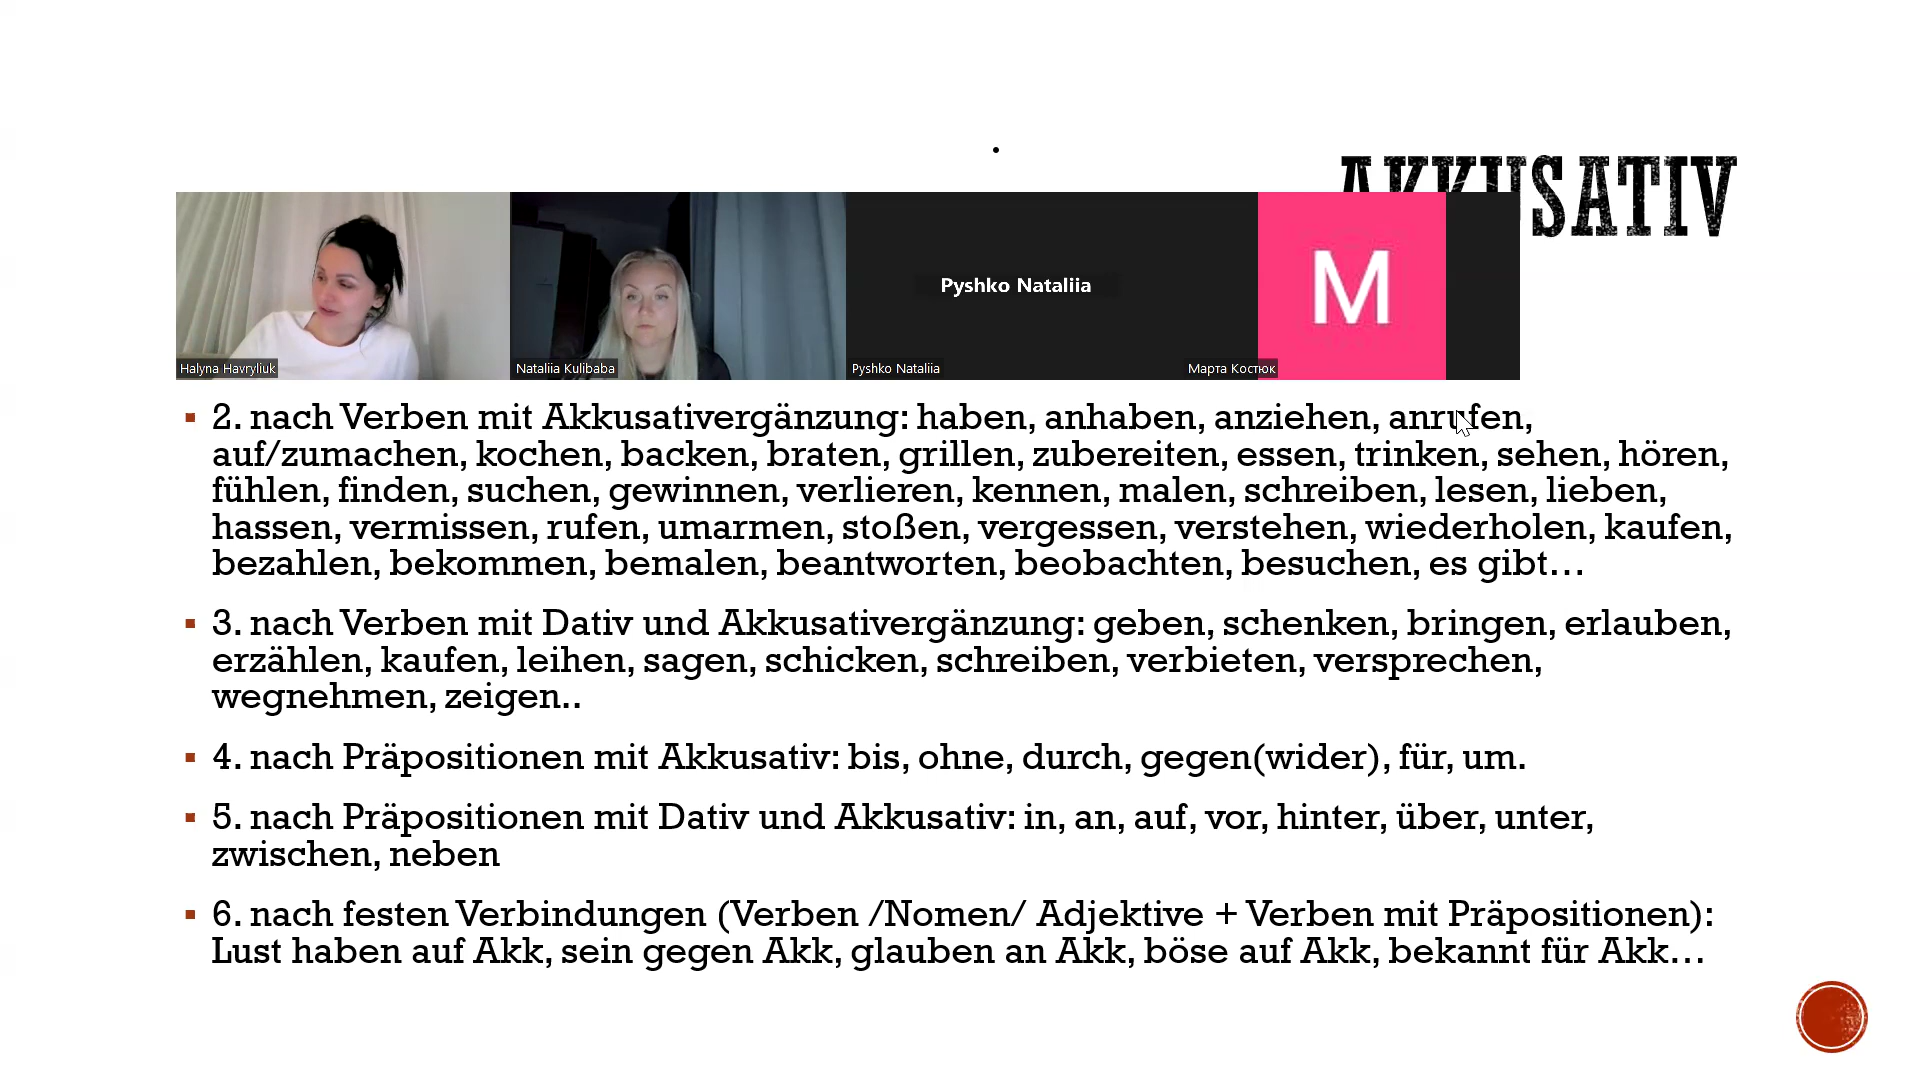 .
AKKUSATIV
Pyshko Nataliia
M
Halyna Havryliuk
Nataliia Kulibaba
Pyshko Nataliia
Марта Костюк
2. nach Verben mit Akkusativergänzung: haben, anhaben, anziehen, anrufen,
auf/zumachen, kochen, backen, braten, grillen, zubereiten, essen, trinken, sehen, hören,
fühlen, finden, suchen, gewinnen, verlieren, kennen, malen, schreiben, lesen, lieben,
hassen, vermissen, rufen, umarmen, stoßen, vergessen, verstehen, wiederholen, kaufen,
bezahlen, bekommen, bemalen, beantworten, beobachten, besuchen, es gibt…
3. nach Verben mit Dativ und Akkusativergänzung: geben, schenken, bringen, erlauben,
erzählen, kaufen, leihen, sagen, schicken, schreiben, verbieten, versprechen,
wegnehmen, zeigen..
4. nach Präpositionen mit Akkusativ: bis, ohne, durch, gegen(wider), für, um.
5. nach Präpositionen mit Dativ und Akkusativ: in, an, auf, vor, hinter, über, unter,
zwischen, neben
6. nach festen Verbindungen (Verben /Nomen/ Adjektive + Verben mit Präpositionen):
Lust haben auf Akk, sein gegen Akk, glauben an Akk, böse auf Akk, bekannt für Akk…